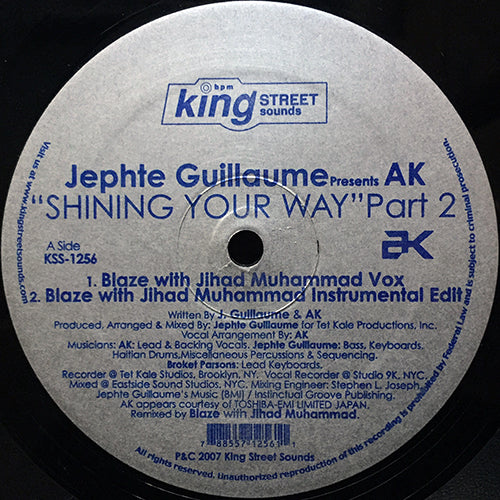 bpm
king STREET
sounds
Jephte Guillaume Presents AK
"SHINING YOUR WAY" Part 2
A Side
KSS-1256
AK
1. Blaze with Jihad Muhammad Vox
2. Blaze with Jihad Muhammad Instrumental Edit
Written By J. Guillaume & AK
Produced, Arranged & Mixed By: Jephte Guillaume for Tet Kale Productions, Inc.
Vocal Arrangement By: AK
Musicians: AK: Lead & Backing Vocals. Jephte Guillaume: Bass, Keyboards.
Haitian Drums,Miscellaneous Percussions & Sequencing.
Broket Parsons: Lead Keyboards.
Recorder @ Tet Kale Studios, Brooklyn, NY. Vocal Recorder @ Studio 9K, NYC.
Mixed @ Eastside Sound Studios, NYC. Mixing Engineer: Stephen L. Joseph.
Jephte Guillaume's Music (BMI) / Instinctual Groove Publishing.
AK appears courtesy of TOSHIBA-EMI LIMITED JAPAN.
Remixed by Blaze with Jihad Muhammad.
7 88557 12561 1
P&C 2007 King Street Sounds
Visit us at www.kingstreetsounds.com
All rights reserved. Unauthorized reproduction of this recording is prohibited by Federal Law and is subject to criminal prosecution.